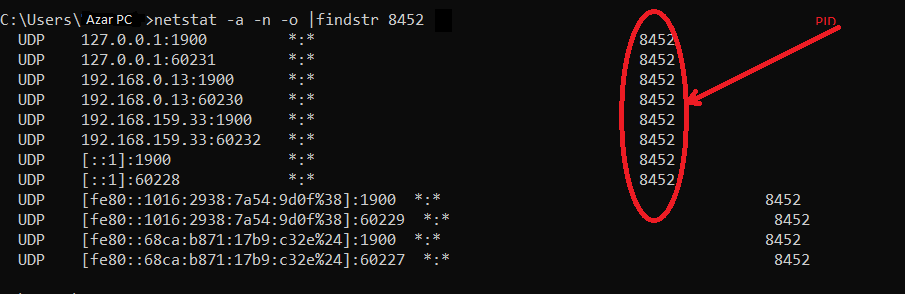 C:\Users\ Azar PC >netstat -a -n -o |findstr 8452
PID
UDP 127.0.0.1:1900 *:* 8452
UDP 127.0.0.1:60231 *:* 8452
UDP 192.168.0.13:1900 *:* 8452
UDP 192.168.0.13:60230 *:* 8452
UDP 192.168.159.33:1900 *:* 8452
UDP 192.168.159.33:60232 *:* 8452
UDP [::1]:1900 *:* 8452
UDP [::1]:60228 *:* 8452
UDP [fe80::1016:2938:7a54:9d0f%38]:1900 *:* 8452
UDP [fe80::1016:2938:7a54:9d0f%38]:60229 *:* 8452
UDP [fe80::68ca:b871:17b9:c32e%24]:1900 *:* 8452
UDP [fe80::68ca:b871:17b9:c32e%24]:60227 *:* 8452